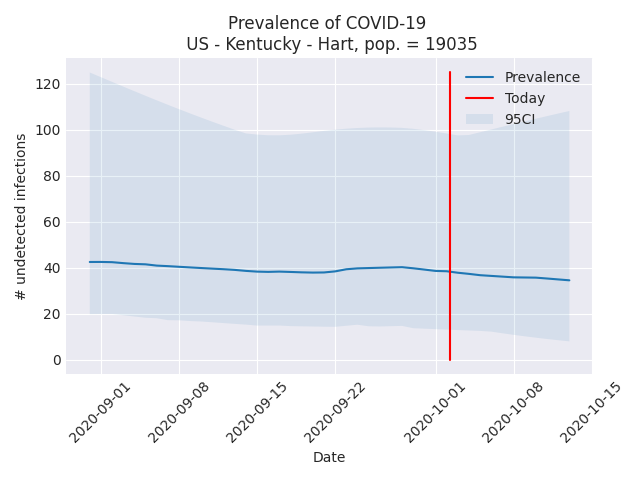 Prevalence of COVID-19
US - Kentucky - Hart, pop. = 19035
Prevalence
Today
95CI
120
100
80
60
40
20
0
# undetected infections
2020-09-01
2020-09-08
2020-09-15
2020-09-22
2020-10-01
2020-10-08
2020-10-15
Date